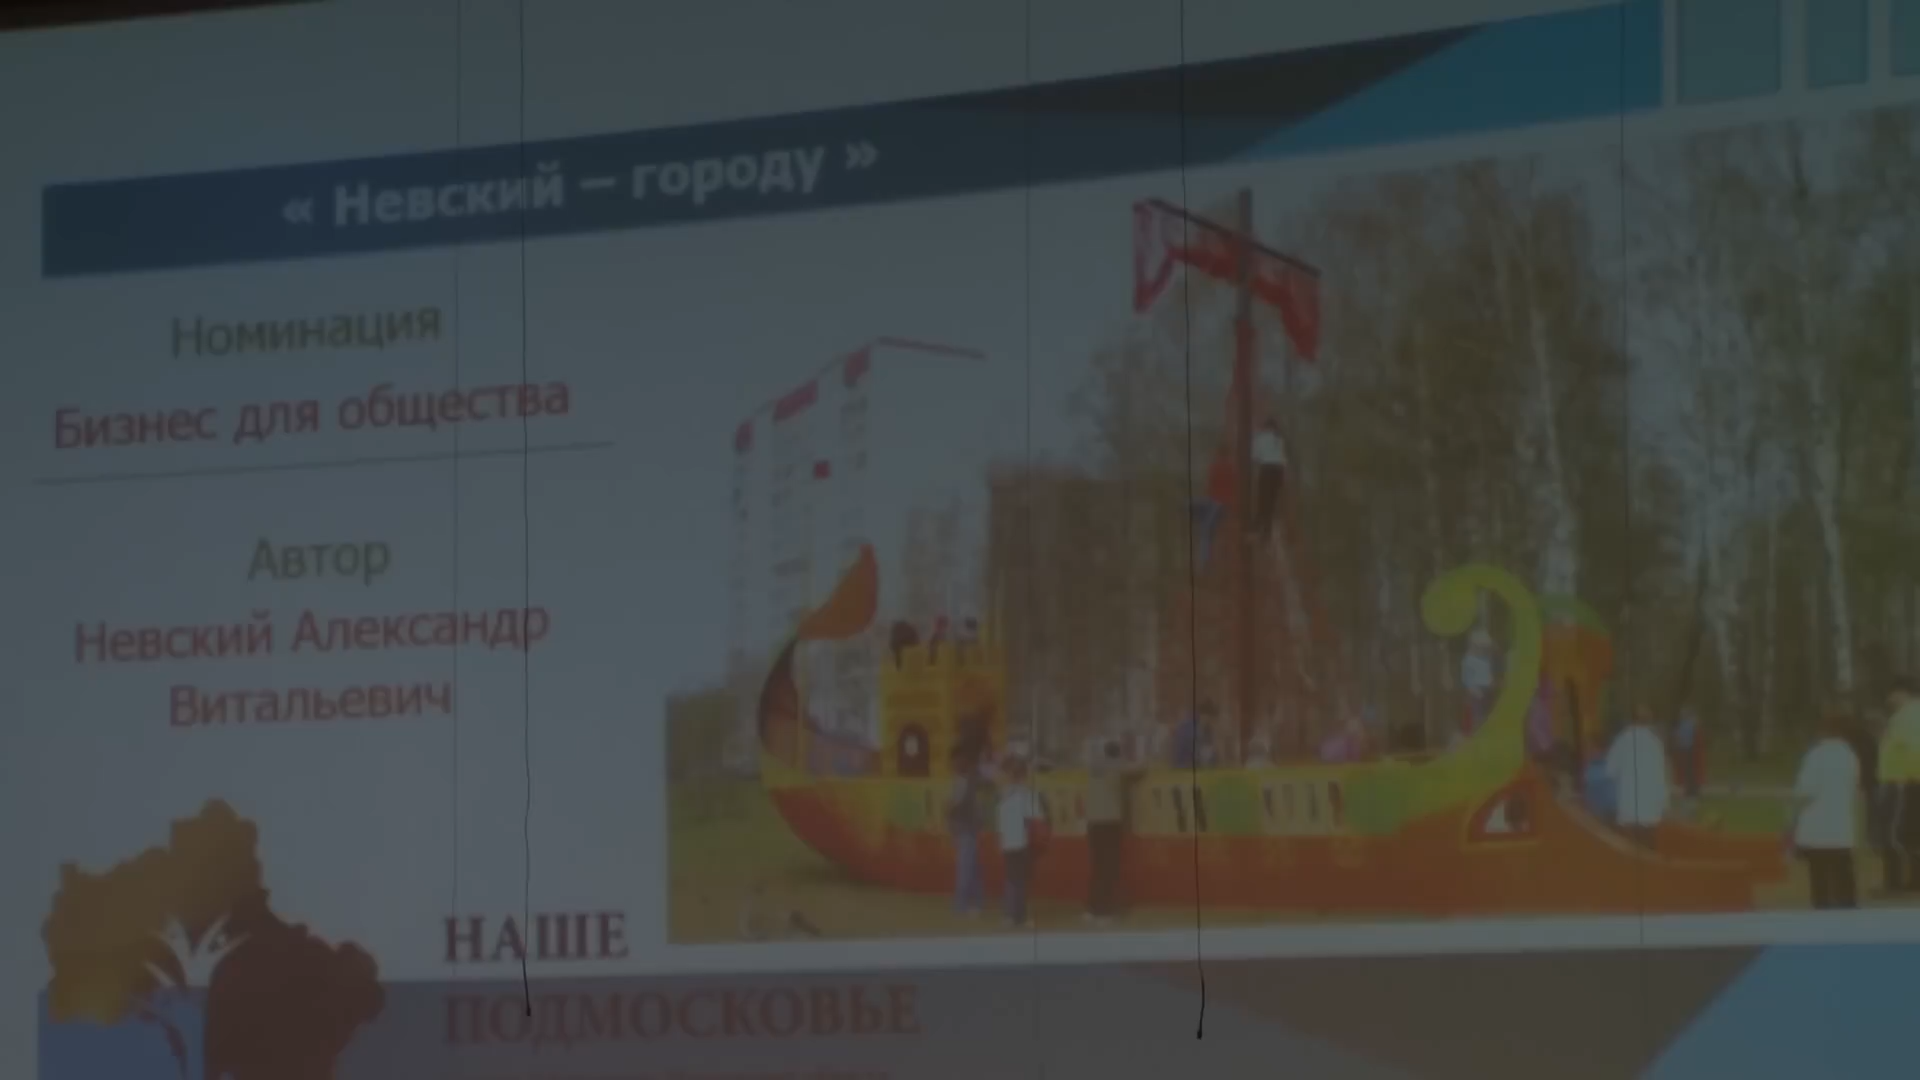 « Невский – городу »
Номинация
Бизнес для общества
Автор
Невский Александр
Витальевич
НАШЕ
ПОДМОСКОВЬЕ